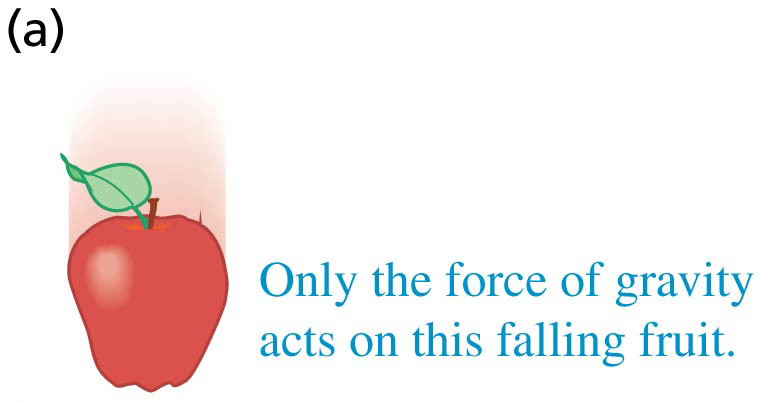 (a)
Only the force of gravity
acts on this falling fruit.